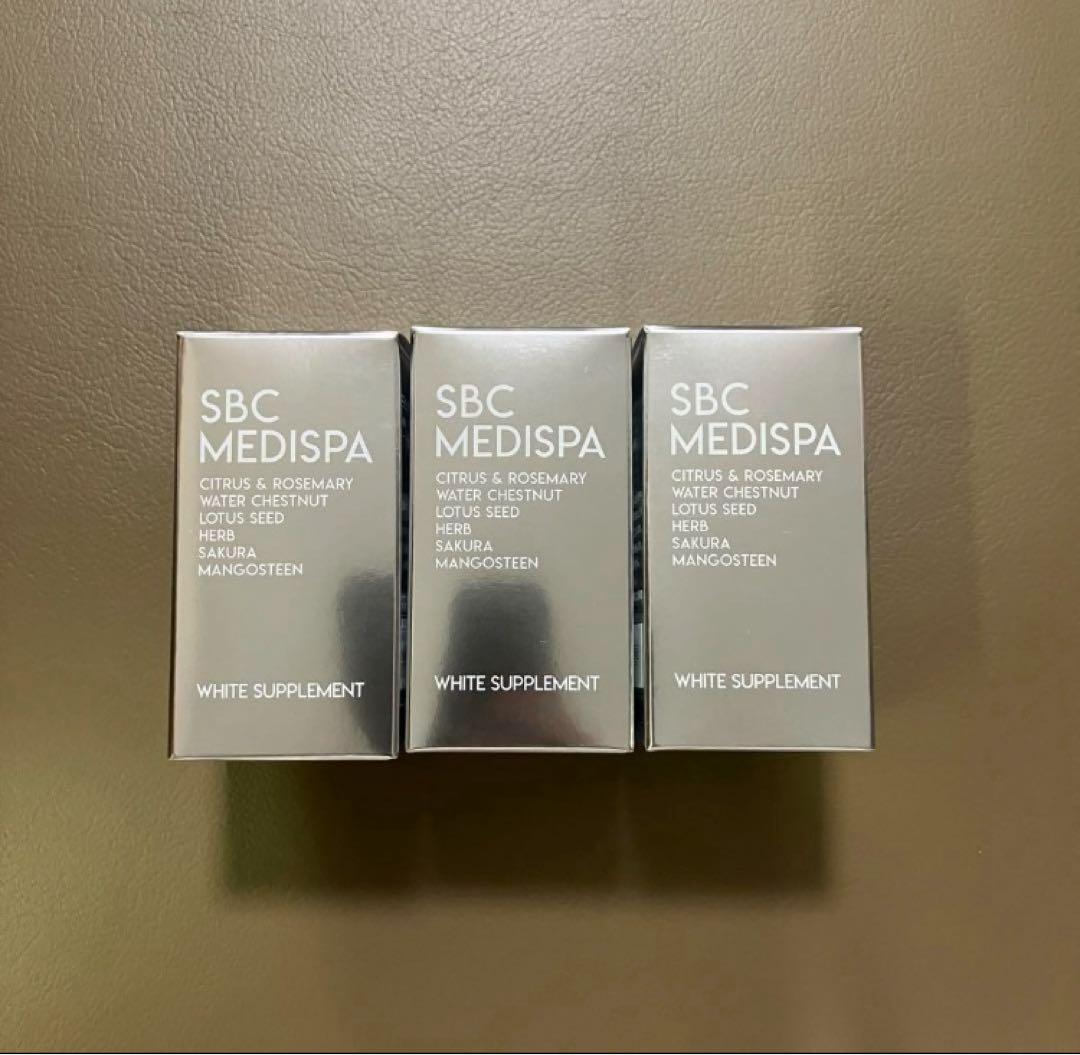 SBC
MEDISPA
CITRUS & ROSEMARY
WATER CHESTNUT
LOTUS SEED
HERB
SAKURA
MANGOSTEEN
WHITE SUPPLEMENT
SBC
MEDISPA
CITRUS & ROSEMARY
WATER CHESTNUT
LOTUS SEED
HERB
SAKURA
MANGOSTEEN
WHITE SUPPLEMENT
SBC
MEDISPA
CITRUS & ROSEMARY
WATER CHESTNUT
LOTUS SEED
HERB
SAKURA
MANGOSTEEN
WHITE SUPPLEMENT